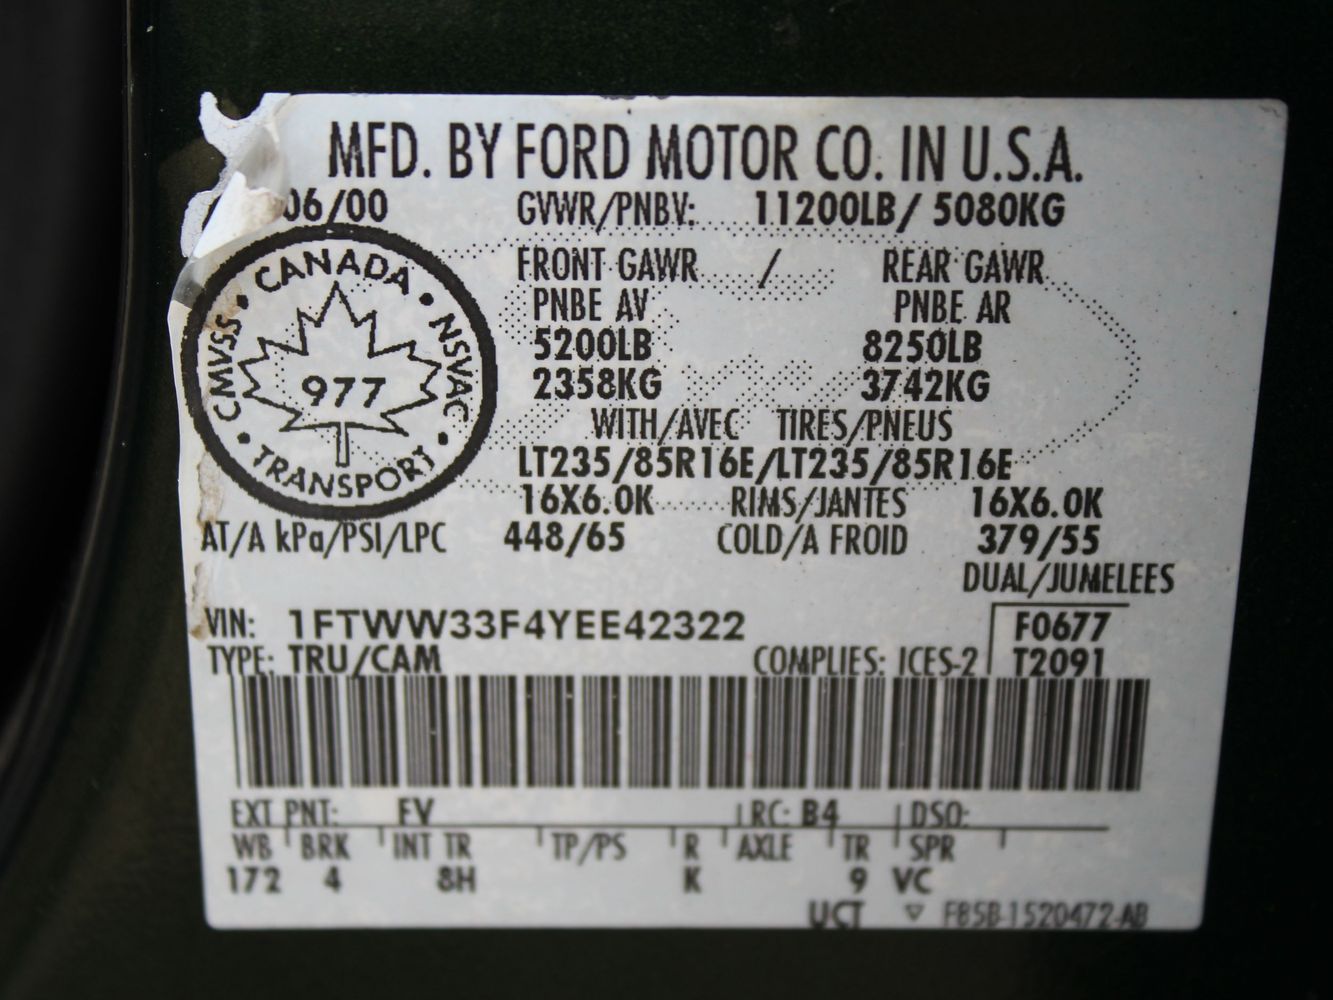 MFD. BY FORD MOTOR CO. IN U.S.A.
06/00 GVWR/PNBV: 11200LB/ 5080KG
FRONT GAWR / REAR GAWR
PNBE AV PNBE AR
5200LB 8250LB
2358KG 3742KG
WITH/AVEC TIRES/PNEUS
LT235/85R16E/LT235/85R16E
16X6.0K RIMS/JANTES 16X6.0K
AT/A kPa/PSI/LPC 448/65 COLD/A FROID 379/55
DUAL/JUMELEES
CANADA • NSVAC • TRANSPORT • CMVSS •
977
VIN: 1FTWW33F4YEE42322 F0677
TYPE: TRU/CAM COMPLIES: ICES-2 T2091
EXT PNT: FV RC: B4 DSO:
WB BRK INT TR TP/PS R AXLE TR SPR
172 4 8H K 9 VC
UCT ▽ F85B-1520472-AB